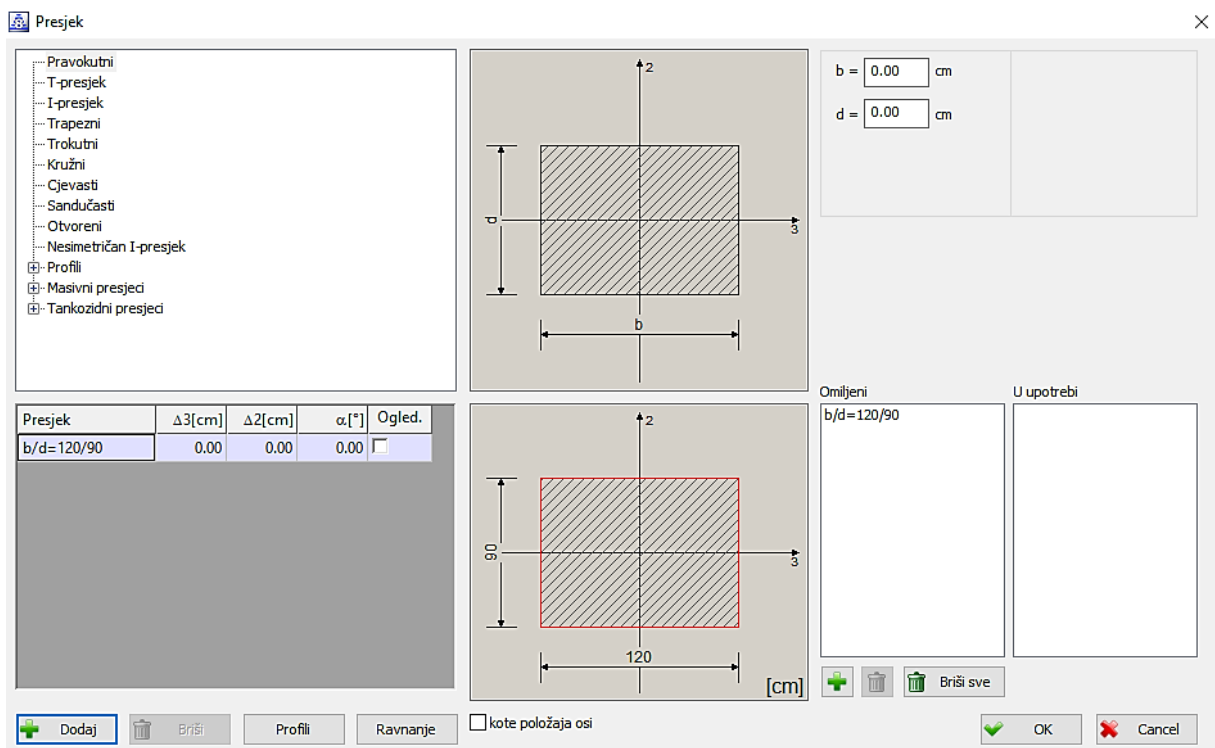 Presjek
Pravokutni
T-presjek
I-presjek
Trapezni
Trokutni
Kružni
Cjevasti
Sandučasti
Otvoreni
Nesimetričan I-presjek
Profili
Masivni presjeci
Tankozidni presjeci
2
3
d
b
b = 0.00 cm
d = 0.00 cm
Presjek Δ3[cm] Δ2[cm] α[°] Ogled.
b/d=120/90 0.00 0.00 0.00
2
3
90
120
[cm]
Omiljeni
b/d=120/90
U upotrebi
Briši sve
Dodaj Briši Profili Ravnanje kote položaja osi OK Cancel